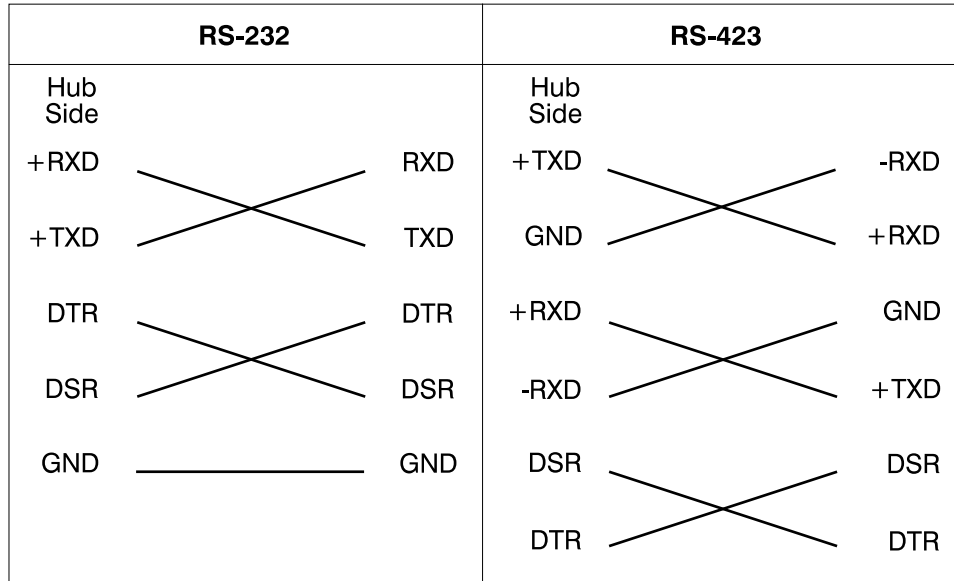 RS-232
Hub
Side
+RXD RXD
+TXD TXD
DTR DTR
DSR DSR
GND GND
RS-423
Hub
Side
+TXD -RXD
GND +RXD
+RXD GND
-RXD +TXD
DSR DSR
DTR DTR